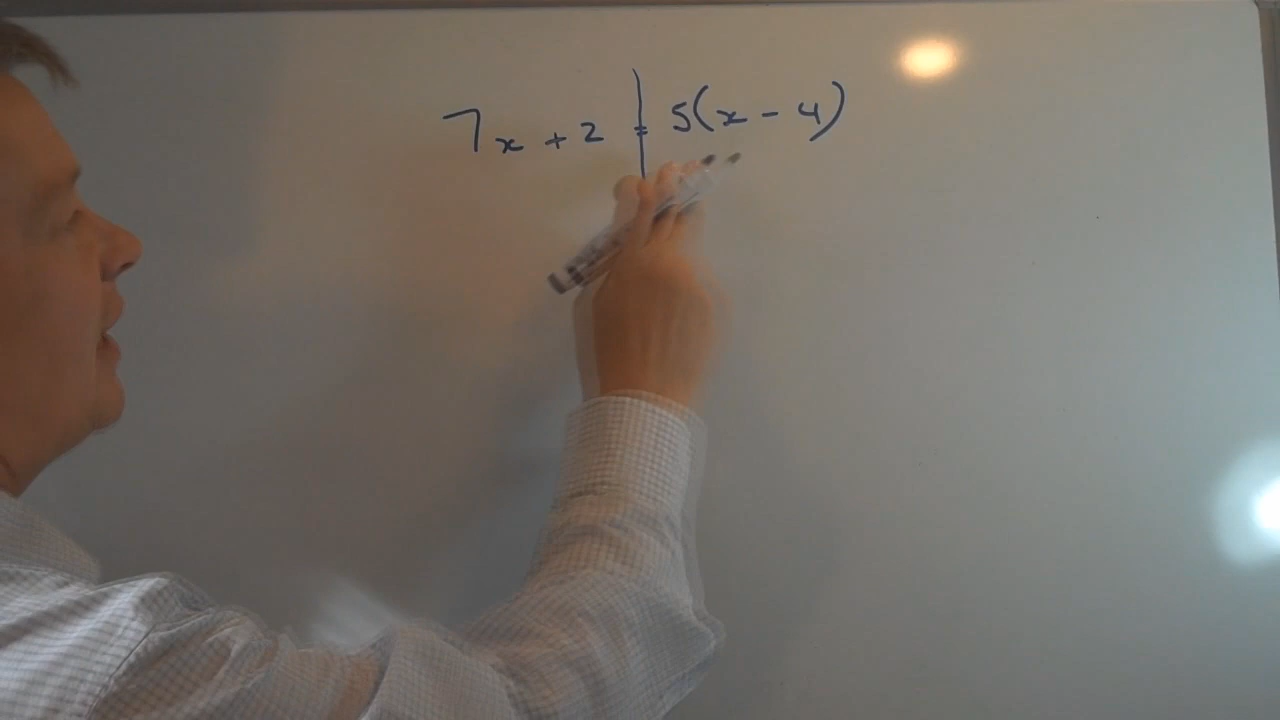 7x + 2 = 5(x - 4)